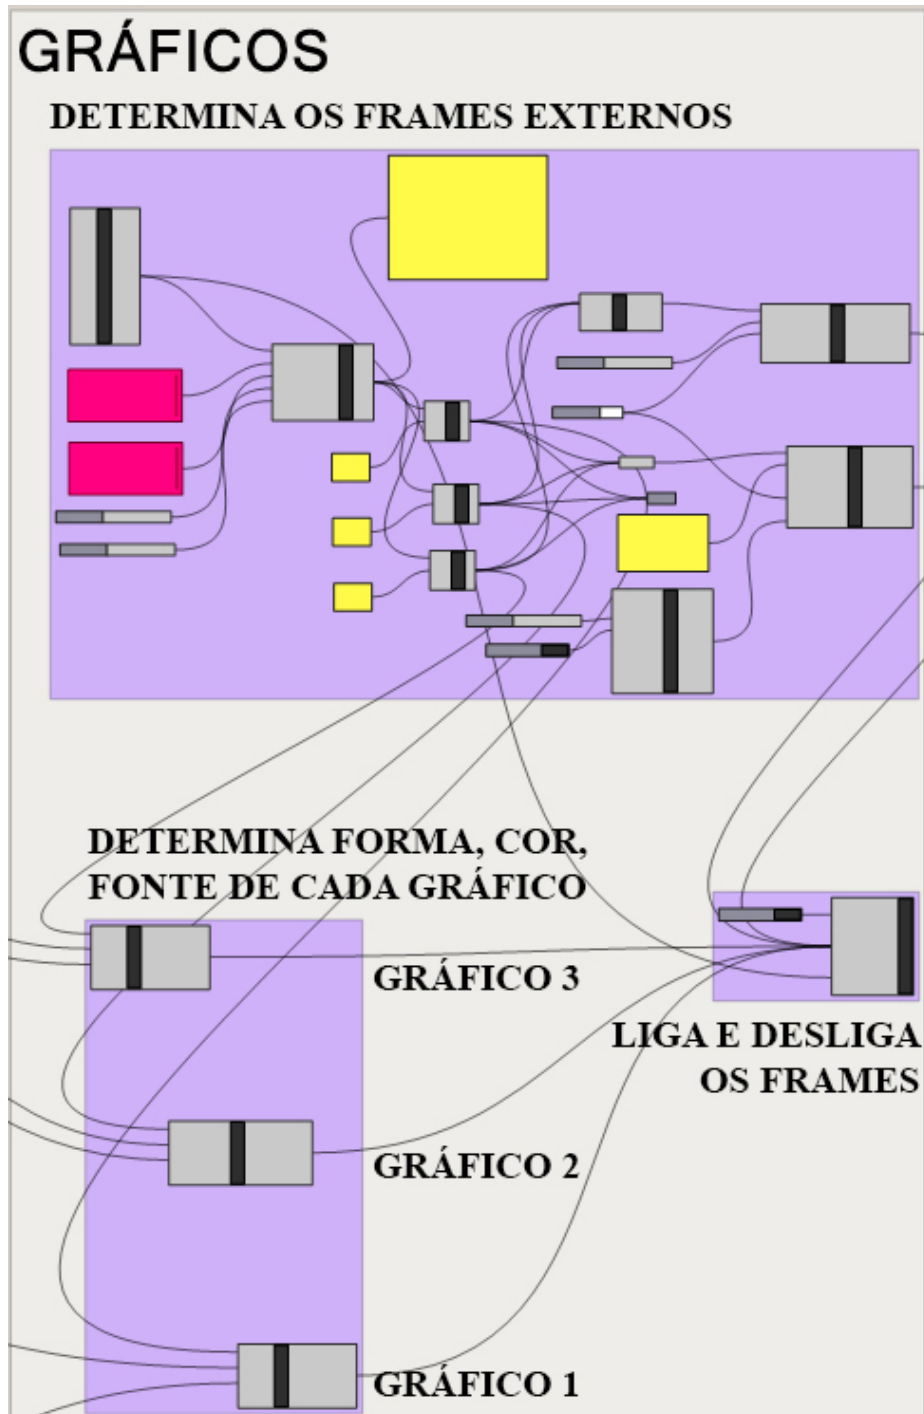 GRÁFICOS
DETERMINA OS FRAMES EXTERNOS
DETERMINA FORMA, COR,
FONTE DE CADA GRÁFICO
GRÁFICO 3
LIGA E DESLIGA
OS FRAMES
GRÁFICO 2
GRÁFICO 1